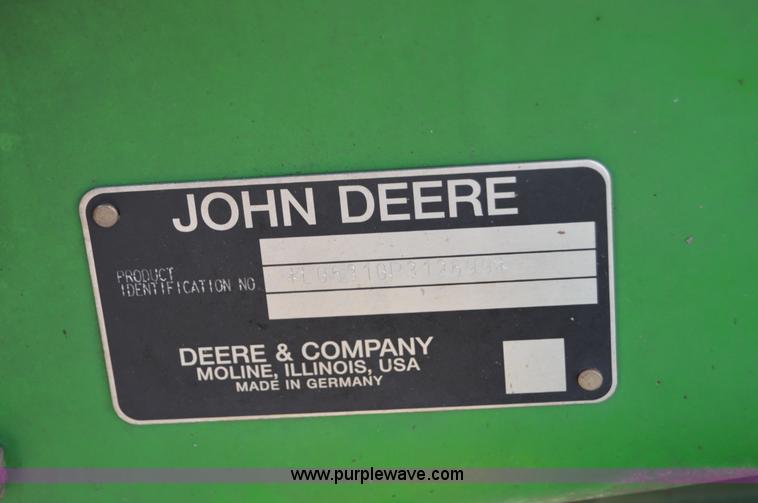 JOHN DEERE
PRODUCT
IDENTIFICATION NO.
DEERE & COMPANY
MOLINE, ILLINOIS, USA
MADE IN GERMANY
www.purplewave.com